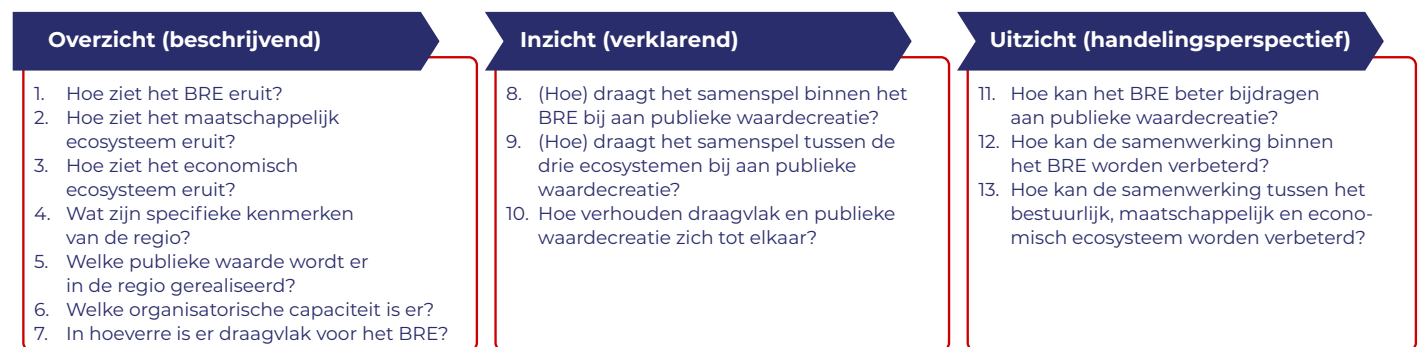 Overzicht (beschrijvend)
1. Hoe ziet het BRE eruit?
2. Hoe ziet het maatschappelijk
ecosysteem eruit?
3. Hoe ziet het economisch
ecosysteem eruit?
4. Wat zijn specifieke kenmerken
van de regio?
5. Welke publieke waarde wordt er
in de regio gerealiseerd?
6. Welke organisatorische capaciteit is er?
7. In hoeverre is er draagvlak voor het BRE?
Inzicht (verklarend)
8. (Hoe) draagt het samenspel binnen het
BRE bij aan publieke waardecreatie?
9. (Hoe) draagt het samenspel tussen de
drie ecosystemen bij aan publieke
waardecreatie?
10. Hoe verhouden draagvlak en publieke
waardecreatie zich tot elkaar?
Uitzicht (handelingsperspectief)
11. Hoe kan het BRE beter bijdragen
aan publieke waardecreatie?
12. Hoe kan de samenwerking binnen
het BRE worden verbeterd?
13. Hoe kan de samenwerking tussen het
bestuurlijk, maatschappelijk en econo-
misch ecosysteem worden verbeterd?